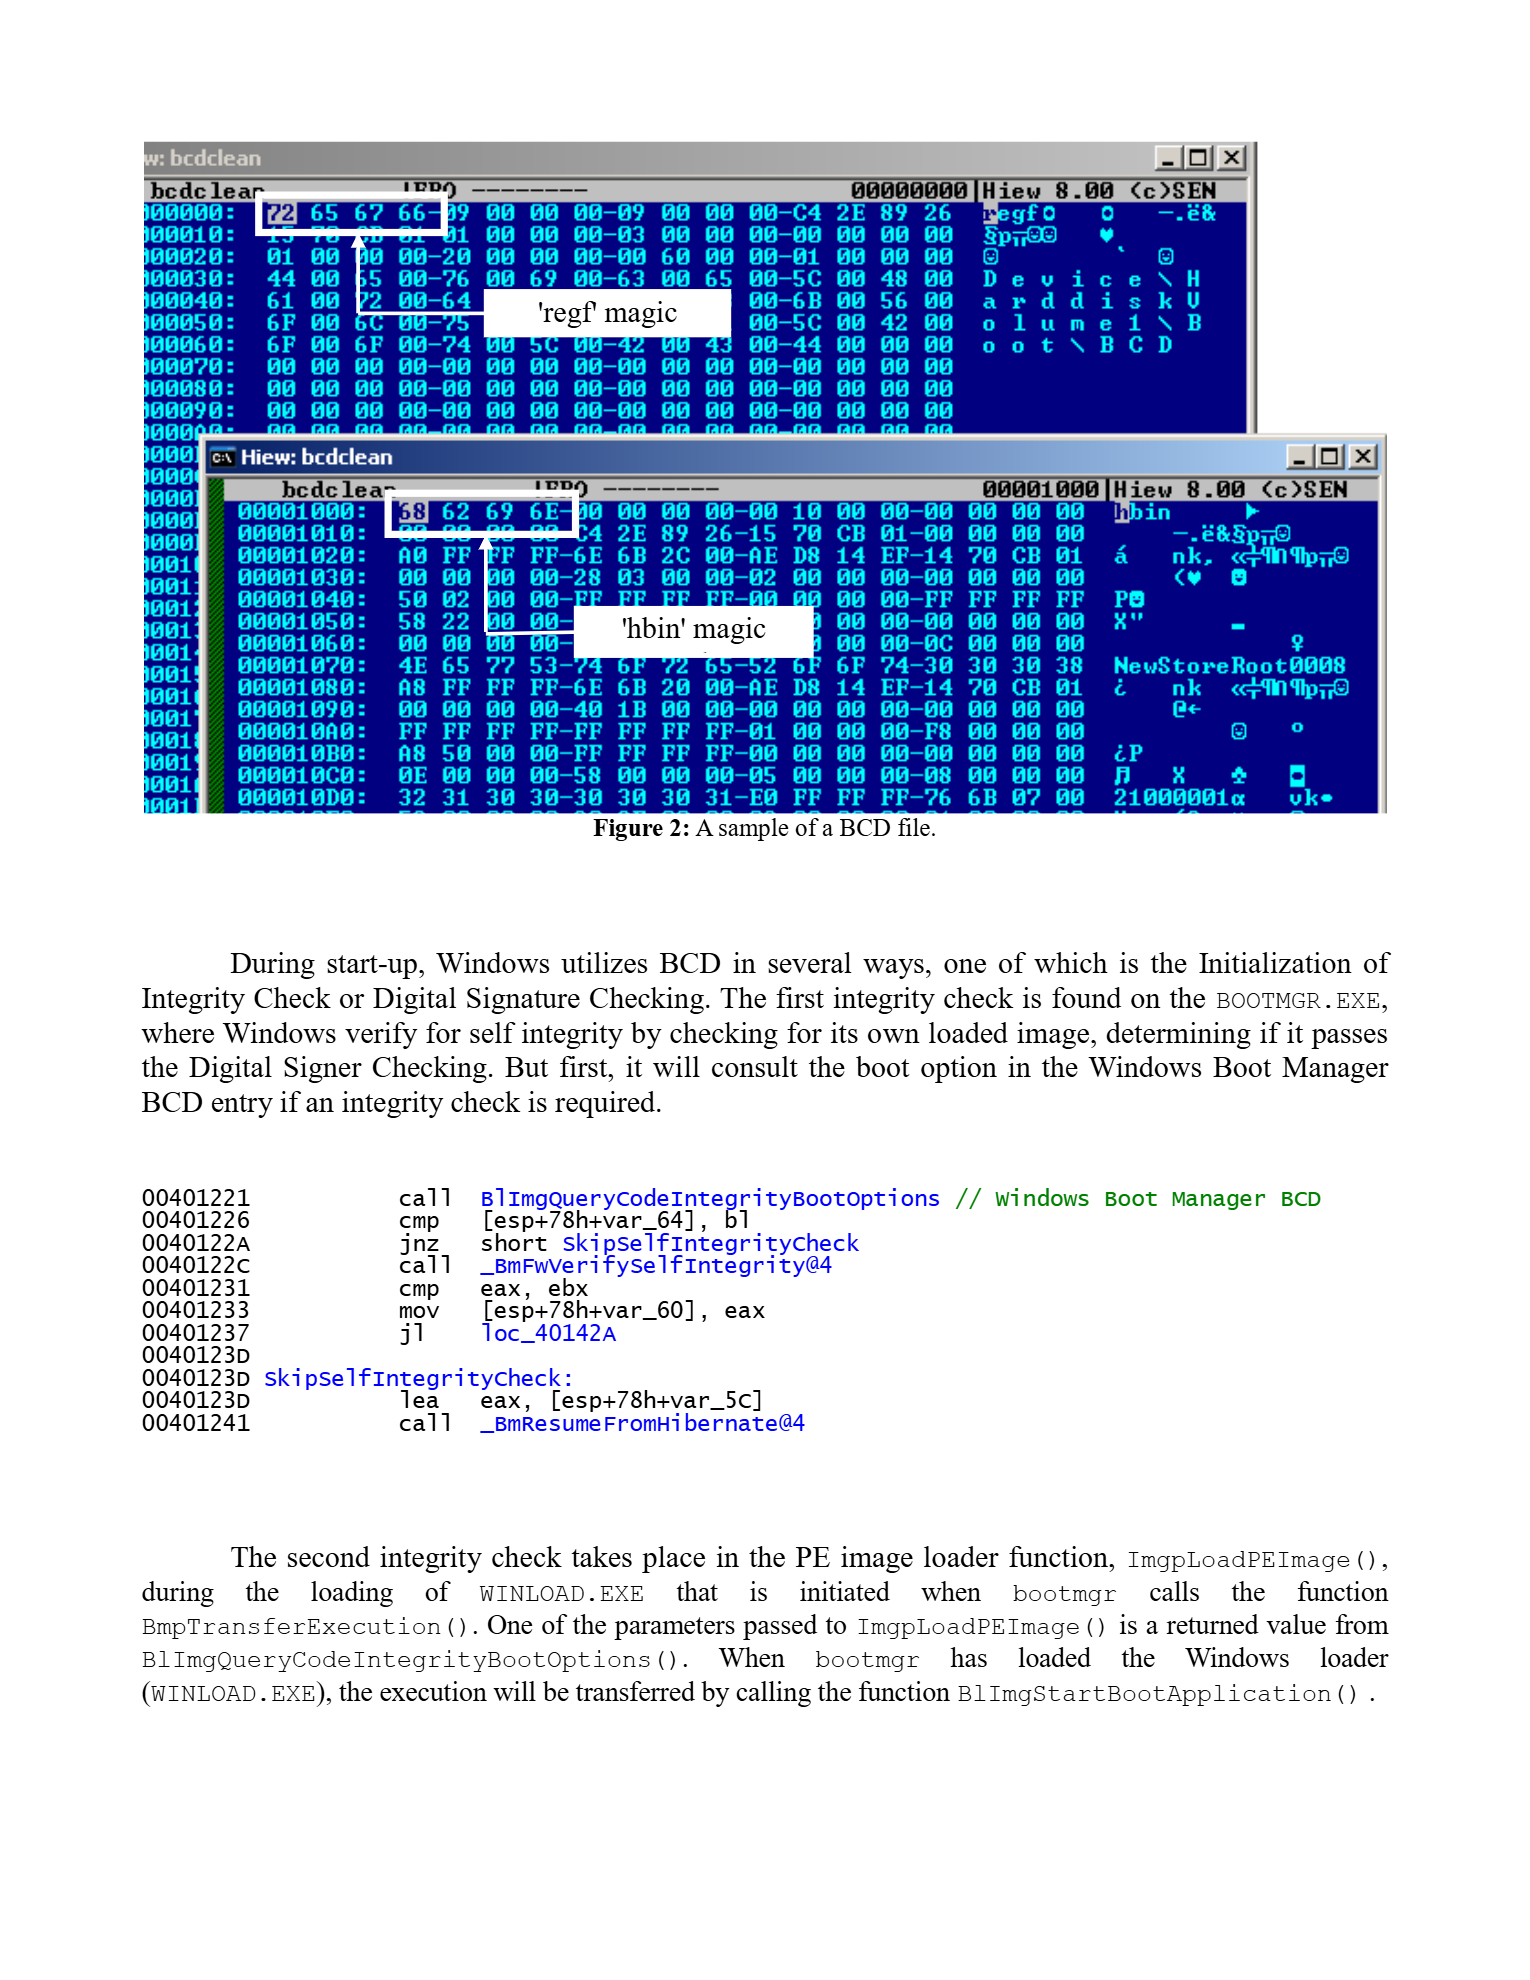 w: bcdclean
bcdclean !FRO -------- 00000000 Hiew 8.00 (c)SEN
000000: 72 65 67 66-09 00 00 00-09 00 00 00-C4 2E 89 26 regf○ ○ –.ë&
000010: 15 70 CB 01-01 00 00 00-03 00 00 00-00 00 00 00 §p╥☺☺ ♥
000020: 01 00 00 00-20 00 00 00-00 60 00 00-01 00 00 00 ☺ ` ☺
000030: 44 00 65 00-76 00 69 00-63 00 65 00-5C 00 48 00 D e v i c e \ H
000040: 61 00 72 00-64 00-6B 00 56 00 a r d d i s k V
'regf' magic
000050: 6F 00 6C 00-75 00-5C 00 42 00 o l u m e 1 \ B
000060: 6F 00 6F 00-74 00 5C 00-42 00 43 00-44 00 00 00 o o t \ B C D
000070: 00 00 00 00-00 00 00 00-00 00 00 00-00 00 00 00
000080: 00 00 00 00-00 00 00 00-00 00 00 00-00 00 00 00
000090: 00 00 00 00-00 00 00 00-00 00 00 00-00 00 00 00
0000A0: 00 00 00 00-00 00 00 00-00 00 00 00-00 00 00 00
Hiew: bcdclean
bcdclean !FRO -------- 00001000 Hiew 8.00 (c)SEN
00001000: 68 62 69 6E-00 00 00 00-00 10 00 00-00 00 00 00 hbin ►
00001010: 00 00 00 00-C4 2E 89 26-15 70 CB 01-00 00 00 00 –.ë&§p╥☺
00001020: A0 FF FF FF-6E 6B 2C 00-AE D8 14 EF-14 70 CB 01 á nk, «╪¶∩¶p╥☺
00001030: 00 00 00 00-28 03 00 00-02 00 00 00-00 00 00 00 (♥ ☻
00001040: 50 02 00 00-FF FF FF FF-00 00 00 00-FF FF FF FF P☻
00001050: 58 22 00 00- 00 00-00 00 00 00 X"
'hbin' magic
00001060: 00 00 00 00- 00 00-0C 00 00 00 ♀
00001070: 4E 65 77 53-74 6F 72 65-52 6F 6F 74-30 30 30 38 NewStoreRoot0008
00001080: A8 FF FF FF-6E 6B 20 00-AE D8 14 EF-14 70 CB 01 ¿ nk «╪¶∩¶p╥☺
00001090: 00 00 00 00-40 1B 00 00-00 00 00 00-00 00 00 00 @←
000010A0: FF FF FF FF-FF FF FF FF-01 00 00 00-F8 00 00 00 ☺ °
000010B0: A8 50 00 00-FF FF FF FF-00 00 00 00-00 00 00 00 ¿P
000010C0: 0E 00 00 00-58 00 00 00-05 00 00 00-08 00 00 00 ♫ X ♣ ◘
000010D0: 32 31 30 30-30 30 30 31-E0 FF FF FF-76 6B 07 00 21000001α vk•
Figure 2: A sample of a BCD file.
During start-up, Windows utilizes BCD in several ways, one of which is the Initialization of
Integrity Check or Digital Signature Checking. The first integrity check is found on the BOOTMGR.EXE,
where Windows verify for self integrity by checking for its own loaded image, determining if it passes
the Digital Signer Checking. But first, it will consult the boot option in the Windows Boot Manager
BCD entry if an integrity check is required.
00401221 call BlImgQueryCodeIntegrityBootOptions // Windows Boot Manager BCD
00401226 cmp [esp+78h+var_64], bl
0040122A jnz short SkipSelfIntegrityCheck
0040122C call _BmFwVerifySelfIntegrity@4
00401231 cmp eax, ebx
00401233 mov [esp+78h+var_60], eax
00401237 jl loc_40142A
0040123D
0040123D SkipSelfIntegrityCheck:
0040123D lea eax, [esp+78h+var_5C]
00401241 call _BmResumeFromHibernate@4
The second integrity check takes place in the PE image loader function, ImgpLoadPEImage(),
during the loading of WINLOAD.EXE that is initiated when bootmgr calls the function
BmpTransferExecution(). One of the parameters passed to ImgpLoadPEImage() is a returned value from
BlImgQueryCodeIntegrityBootOptions(). When bootmgr has loaded the Windows loader
(WINLOAD.EXE), the execution will be transferred by calling the function BlImgStartBootApplication() .